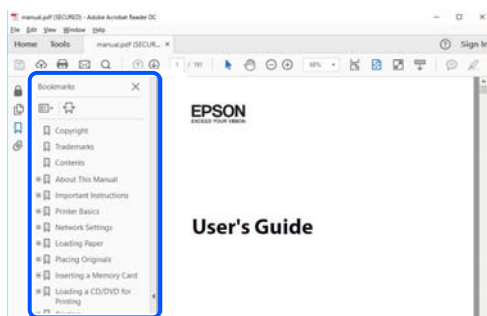 manual.pdf (SECURED) - Adobe Acrobat Reader DC
File Edit View Window Help
Home Tools manual.pdf (SECUR... × Sign In
1 / 191
Bookmarks
EPSON
EXCEED YOUR VISION
Copyright
Trademarks
Contents
About This Manual
Important Instructions
Printer Basics
Network Settings
User's Guide
Loading Paper
Placing Originals
Inserting a Memory Card
Loading a CD/DVD for
Printing